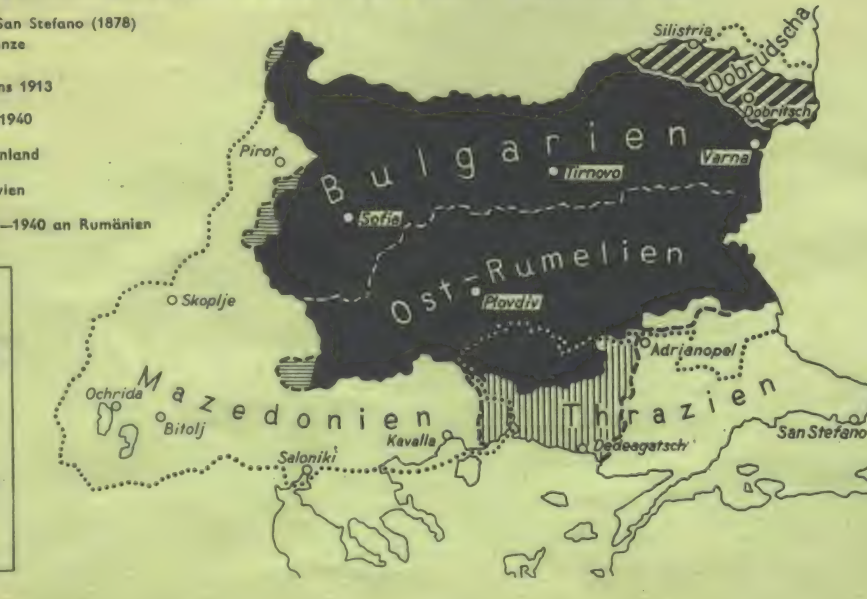 San Stefano (1878)
nze
ns 1913
1940
nland
vien
—1940 an Rumänien
Silistria
Dobrudscha
Dobritsch
Pirot
Bulgarien
Tirnovo
Varna
Sofia
Ost-Rumelien
Skoplje
Plovdiv
Adrianopel
Mazedonien
Ochrida
Bitolj
Thrazien
Kavalla
San Stefano
Saloniki
Dedeagatsch
R